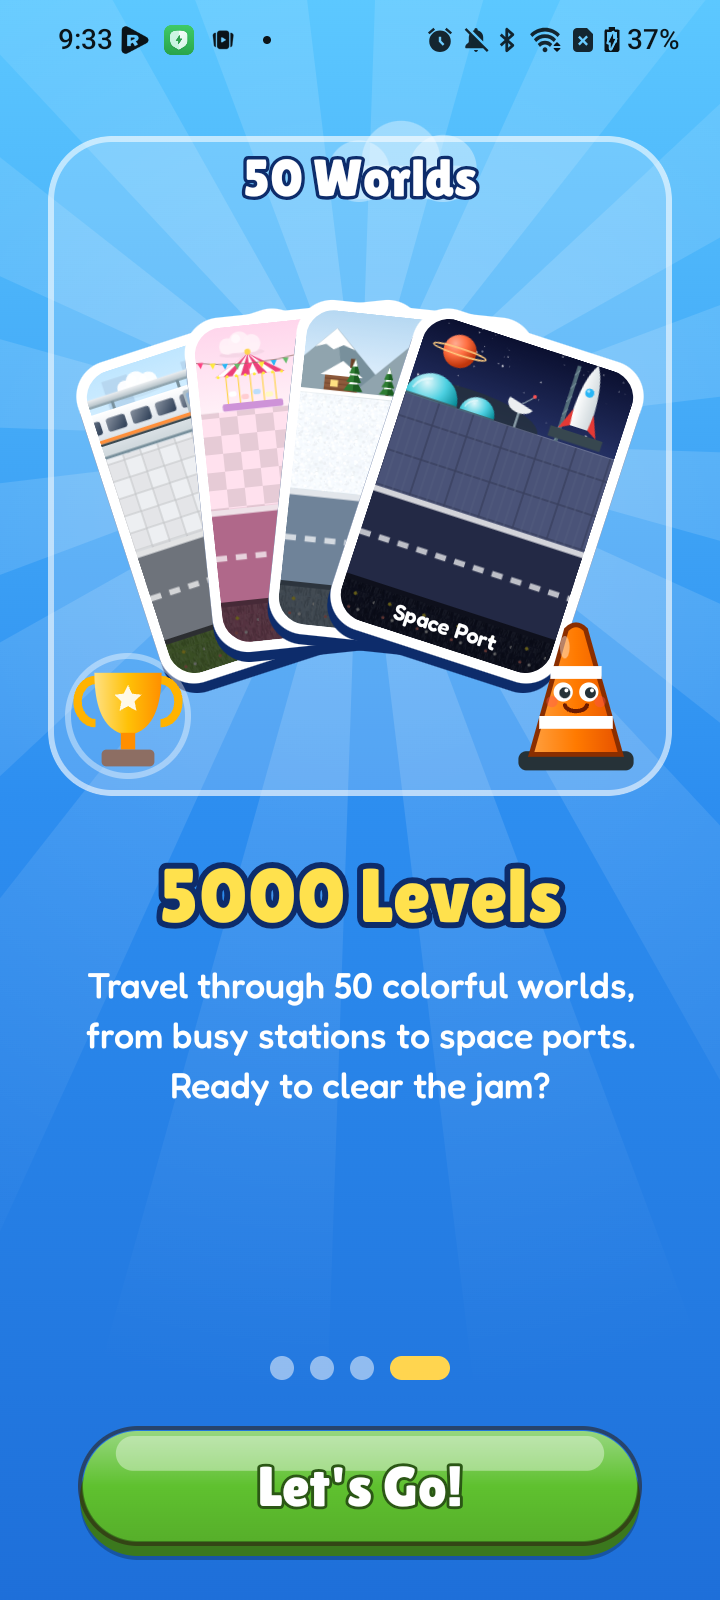 9:33
37%
50 Worlds
Space Port
5000 Levels
Travel through 50 colorful worlds,
from busy stations to space ports.
Ready to clear the jam?
Let's Go!